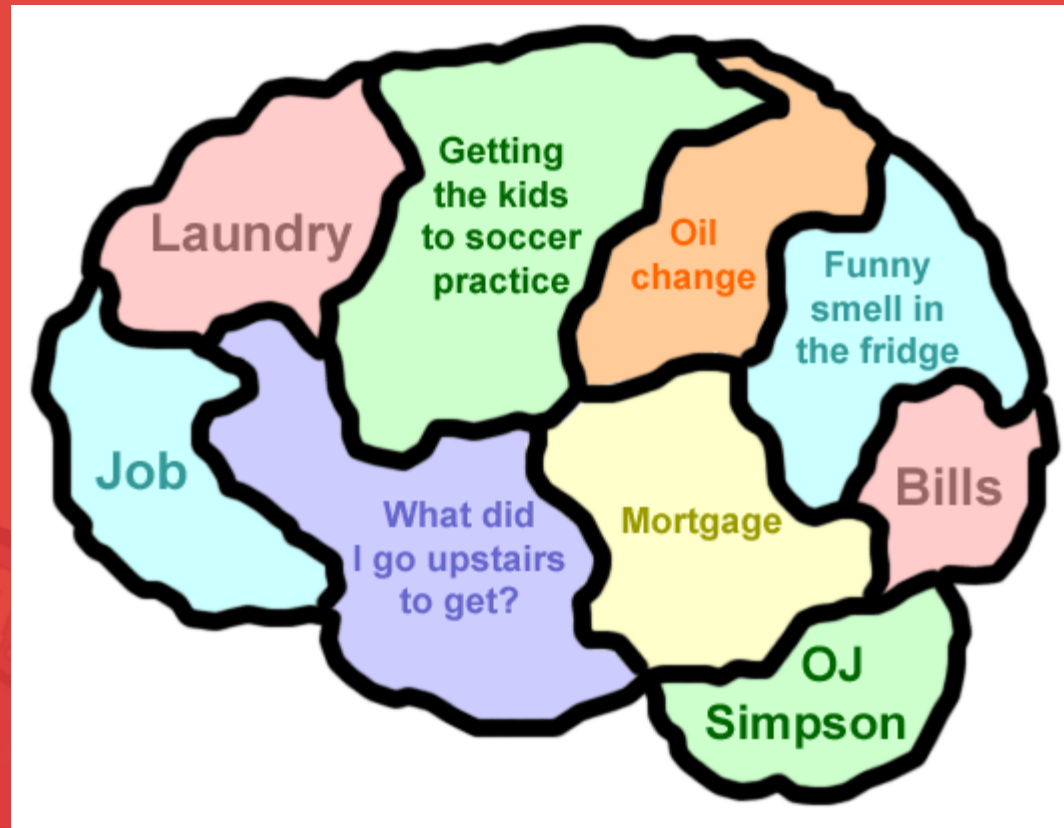 Getting
the kids
to soccer
practice
Laundry
Oil
change
Funny
smell in
the fridge
Job
What did
I go upstairs
to get?
Mortgage
Bills
OJ
Simpson